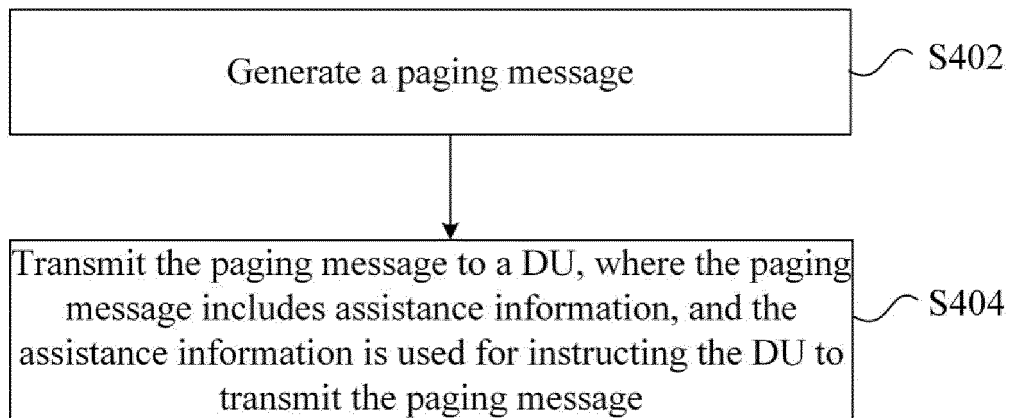 Generate a paging message
S402
Transmit the paging message to a DU, where the paging
message includes assistance information, and the
assistance information is used for instructing the DU to
transmit the paging message
S404